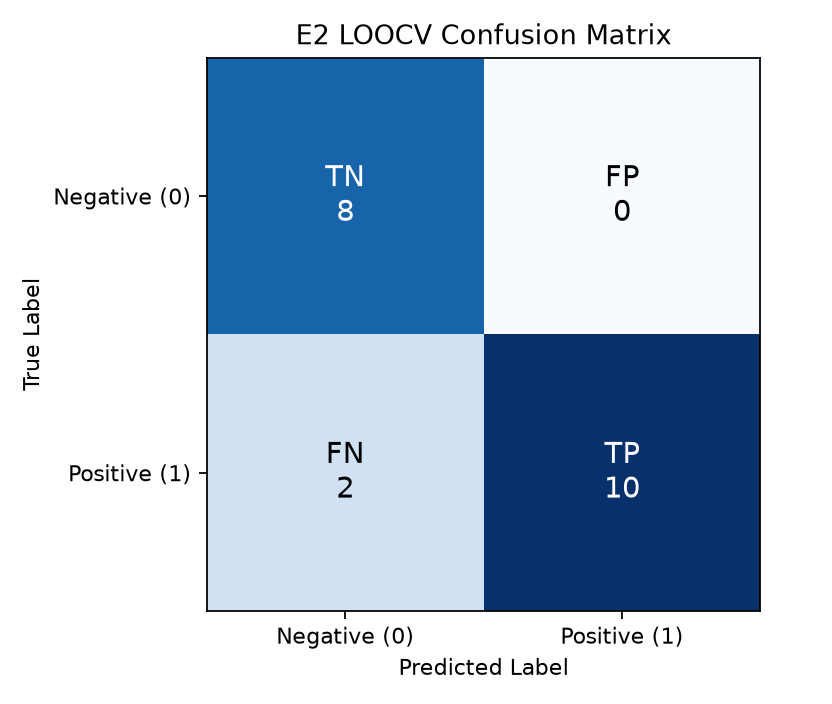 E2 LOOCV Confusion Matrix
True Label
Negative (0)
TN
8
FP
0
Positive (1)
FN
2
TP
10
Negative (0)
Positive (1)
Predicted Label